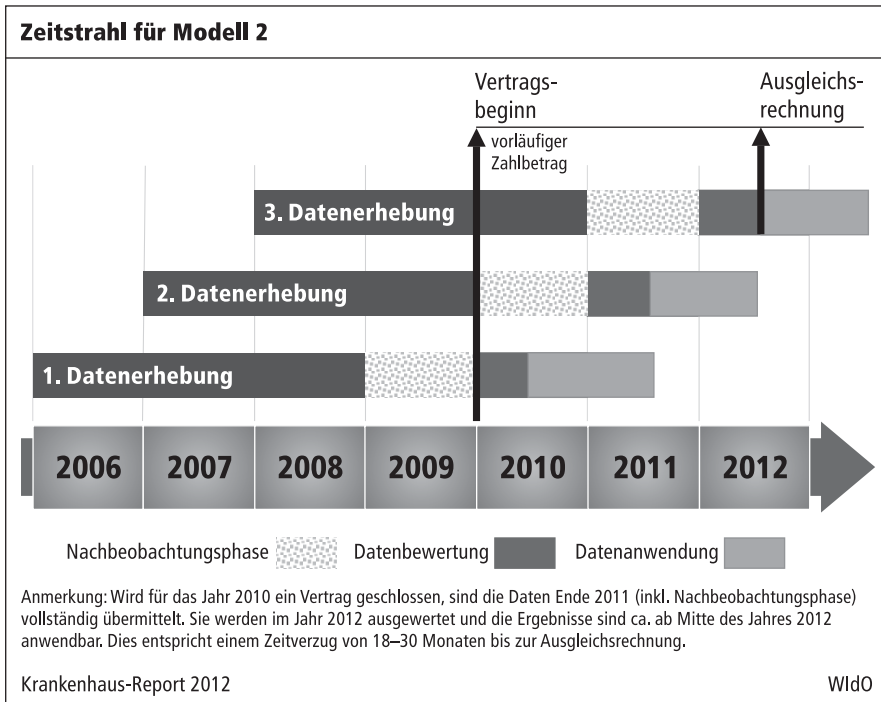 Zeitstrahl für Modell 2
Vertrags-
beginn
Ausgleichs-
rechnung
vorläufiger
Zahlbetrag
3. Datenerhebung
2. Datenerhebung
1. Datenerhebung
2006 2007 2008 2009 2010 2011 2012
Nachbeobachtungsphase Datenbewertung Datenanwendung
Anmerkung: Wird für das Jahr 2010 ein Vertrag geschlossen, sind die Daten Ende 2011 (inkl. Nachbeobachtungsphase)
vollständig übermittelt. Sie werden im Jahr 2012 ausgewertet und die Ergebnisse sind ca. ab Mitte des Jahres 2012
anwendbar. Dies entspricht einem Zeitverzug von 18–30 Monaten bis zur Ausgleichsrechnung.
Krankenhaus-Report 2012 WIdO